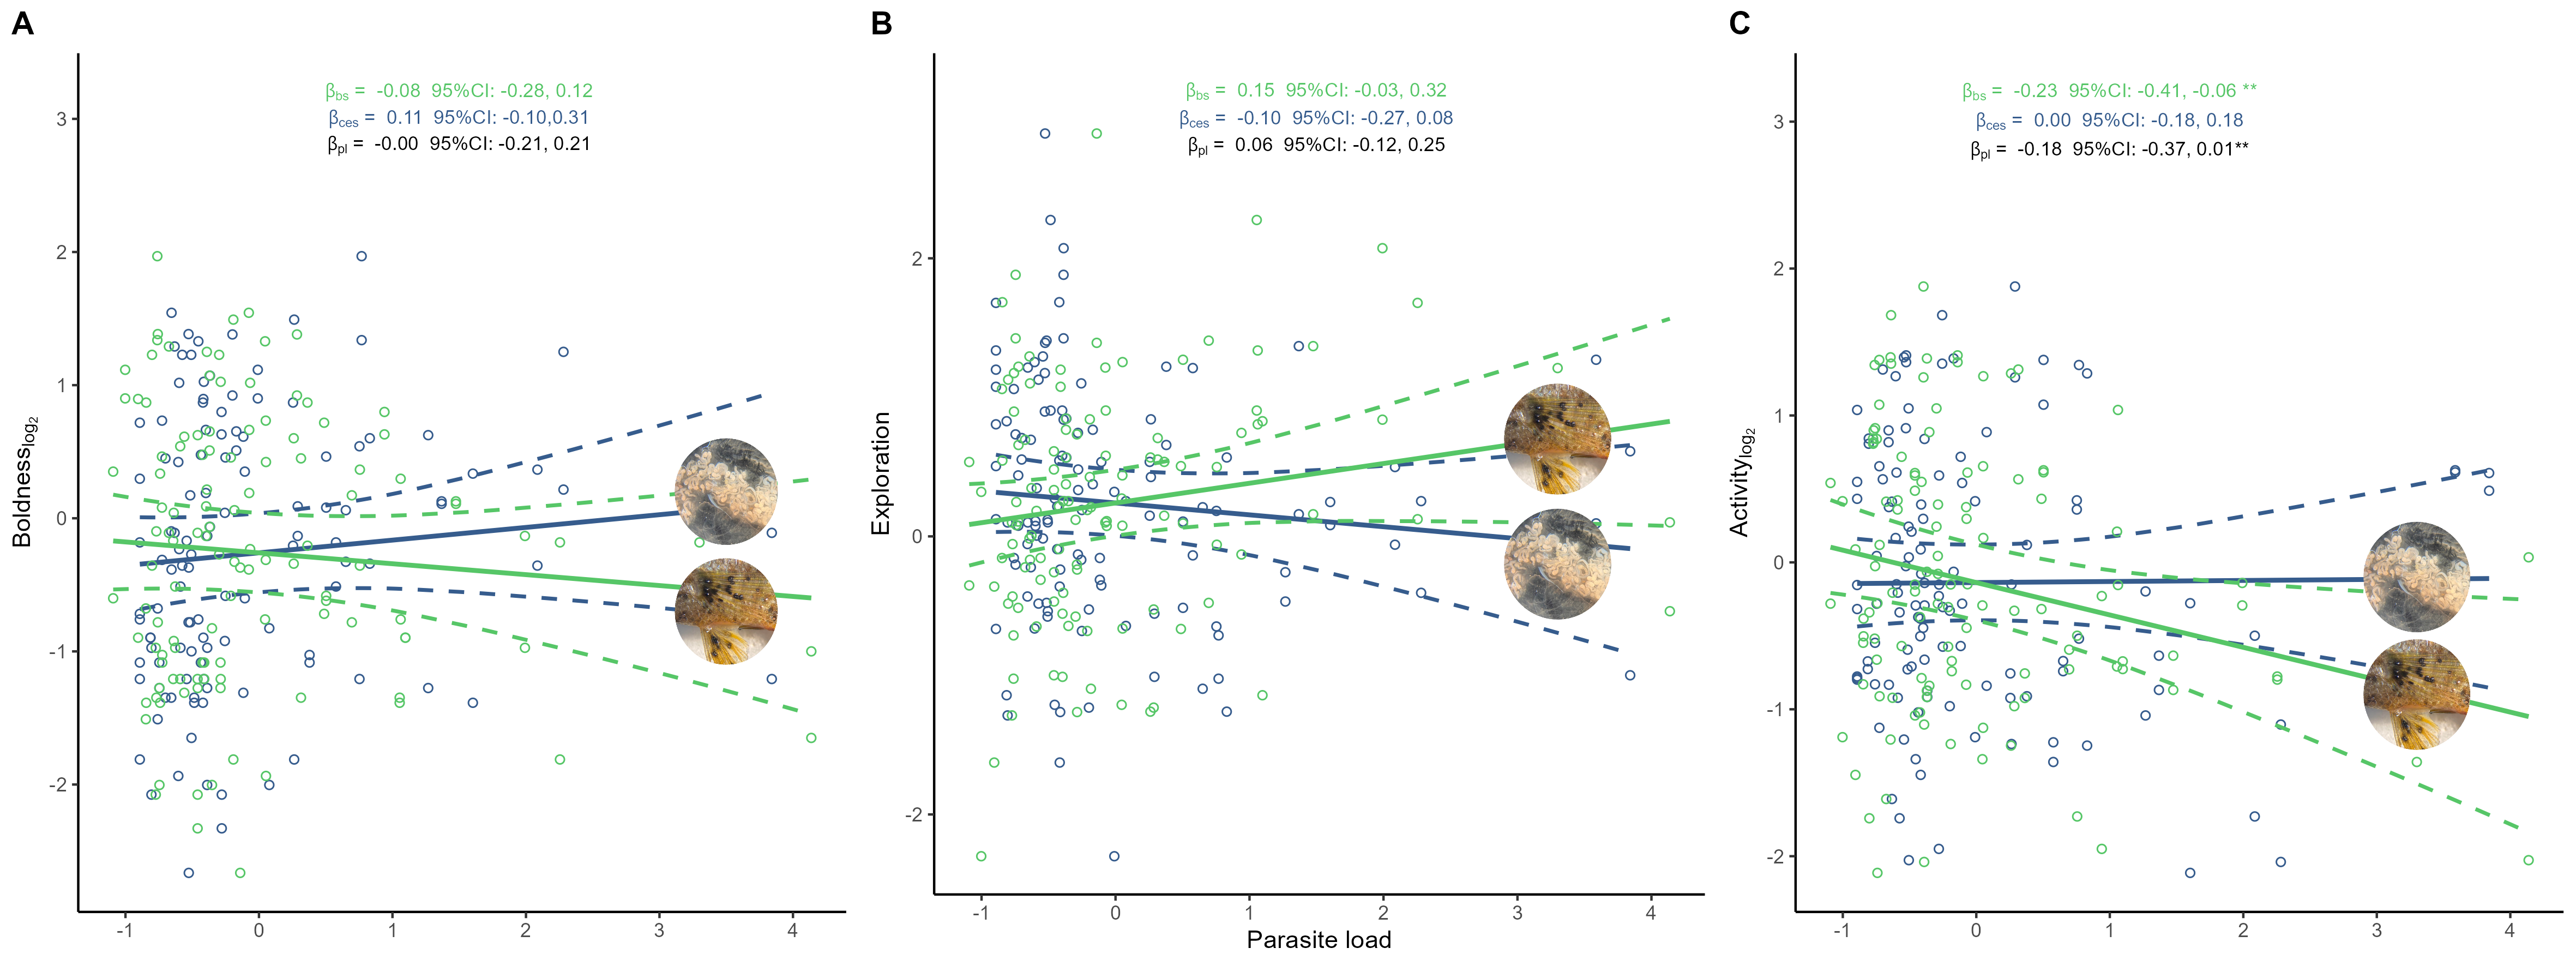 A
βbs = -0.08 95%CI: -0.28, 0.12
βces = 0.11 95%CI: -0.10,0.31
βpl = -0.00 95%CI: -0.21, 0.21
Boldnesslog2
3
2
1
0
-1
-2
-1 0 1 2 3 4
B
βbs = 0.15 95%CI: -0.03, 0.32
βces = -0.10 95%CI: -0.27, 0.08
βpl = 0.06 95%CI: -0.12, 0.25
Exploration
2
0
-2
-1 0 1 2 3 4
Parasite load
C
βbs = -0.23 95%CI: -0.41, -0.06 **
βces = 0.00 95%CI: -0.18, 0.18
βpl = -0.18 95%CI: -0.37, 0.01**
Activitylog2
3
2
1
0
-1
-2
-1 0 1 2 3 4